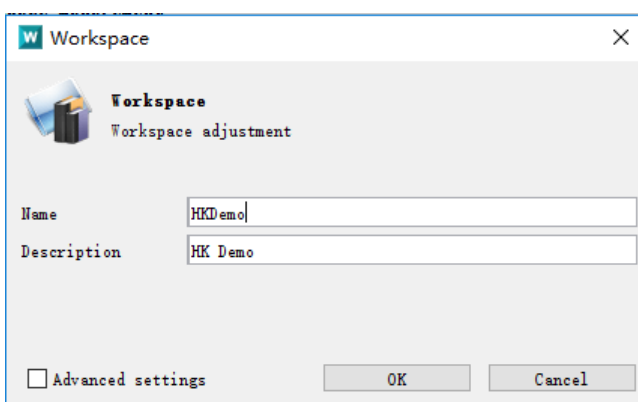 W Workspace
Workspace
Workspace adjustment
Name HKDemo
Description HK Demo
Advanced settings OK Cancel